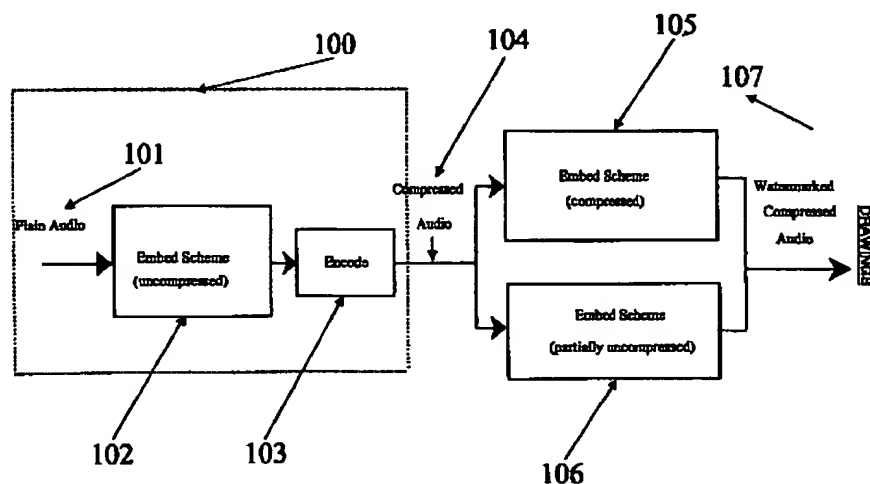 100
104
105
107
101
Plain Audio
Embed Scheme
(uncompressed)
Encode
Compressed
Audio
Embed Scheme
(compressed)
Watermarked
Compressed
Audio
DRAWINGS
Embed Scheme
(partially uncompressed)
102
103
106